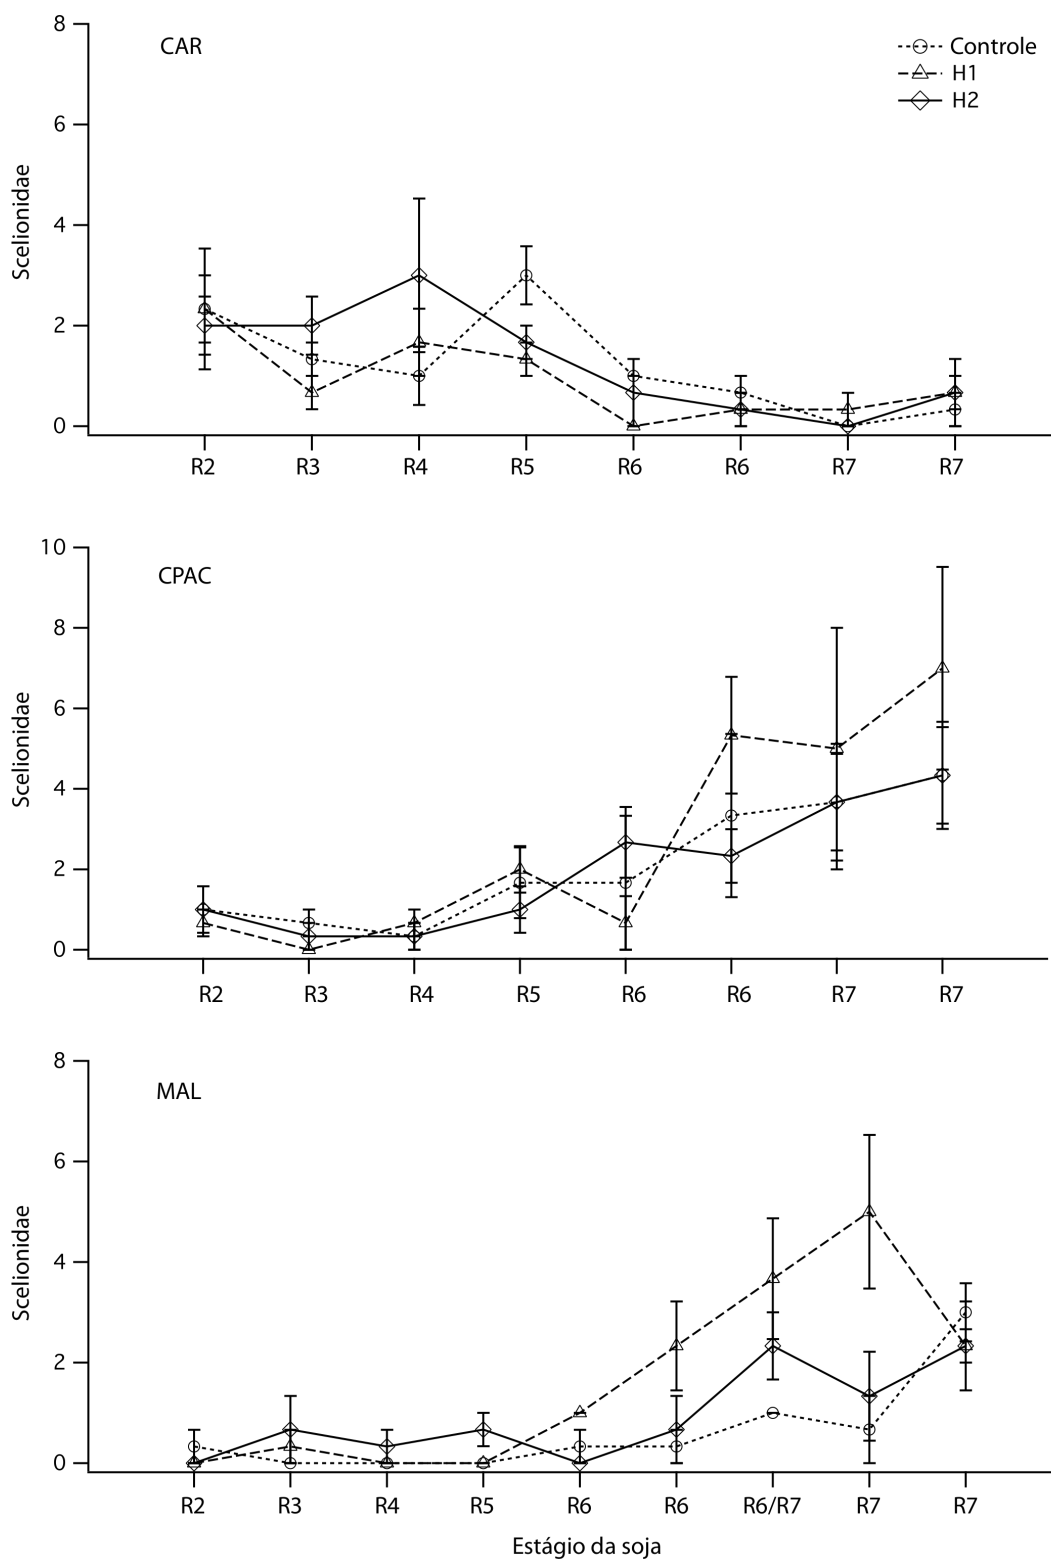 8
CAR
Controle
H1
H2
6
Scelionidae
4
2
0
R2 R3 R4 R5 R6 R6 R7 R7
10
CPAC
8
6
Scelionidae
4
2
0
R2 R3 R4 R5 R6 R6 R7 R7
8
MAL
6
Scelionidae
4
2
0
R2 R3 R4 R5 R6 R6 R6/R7 R7 R7
Estágio da soja